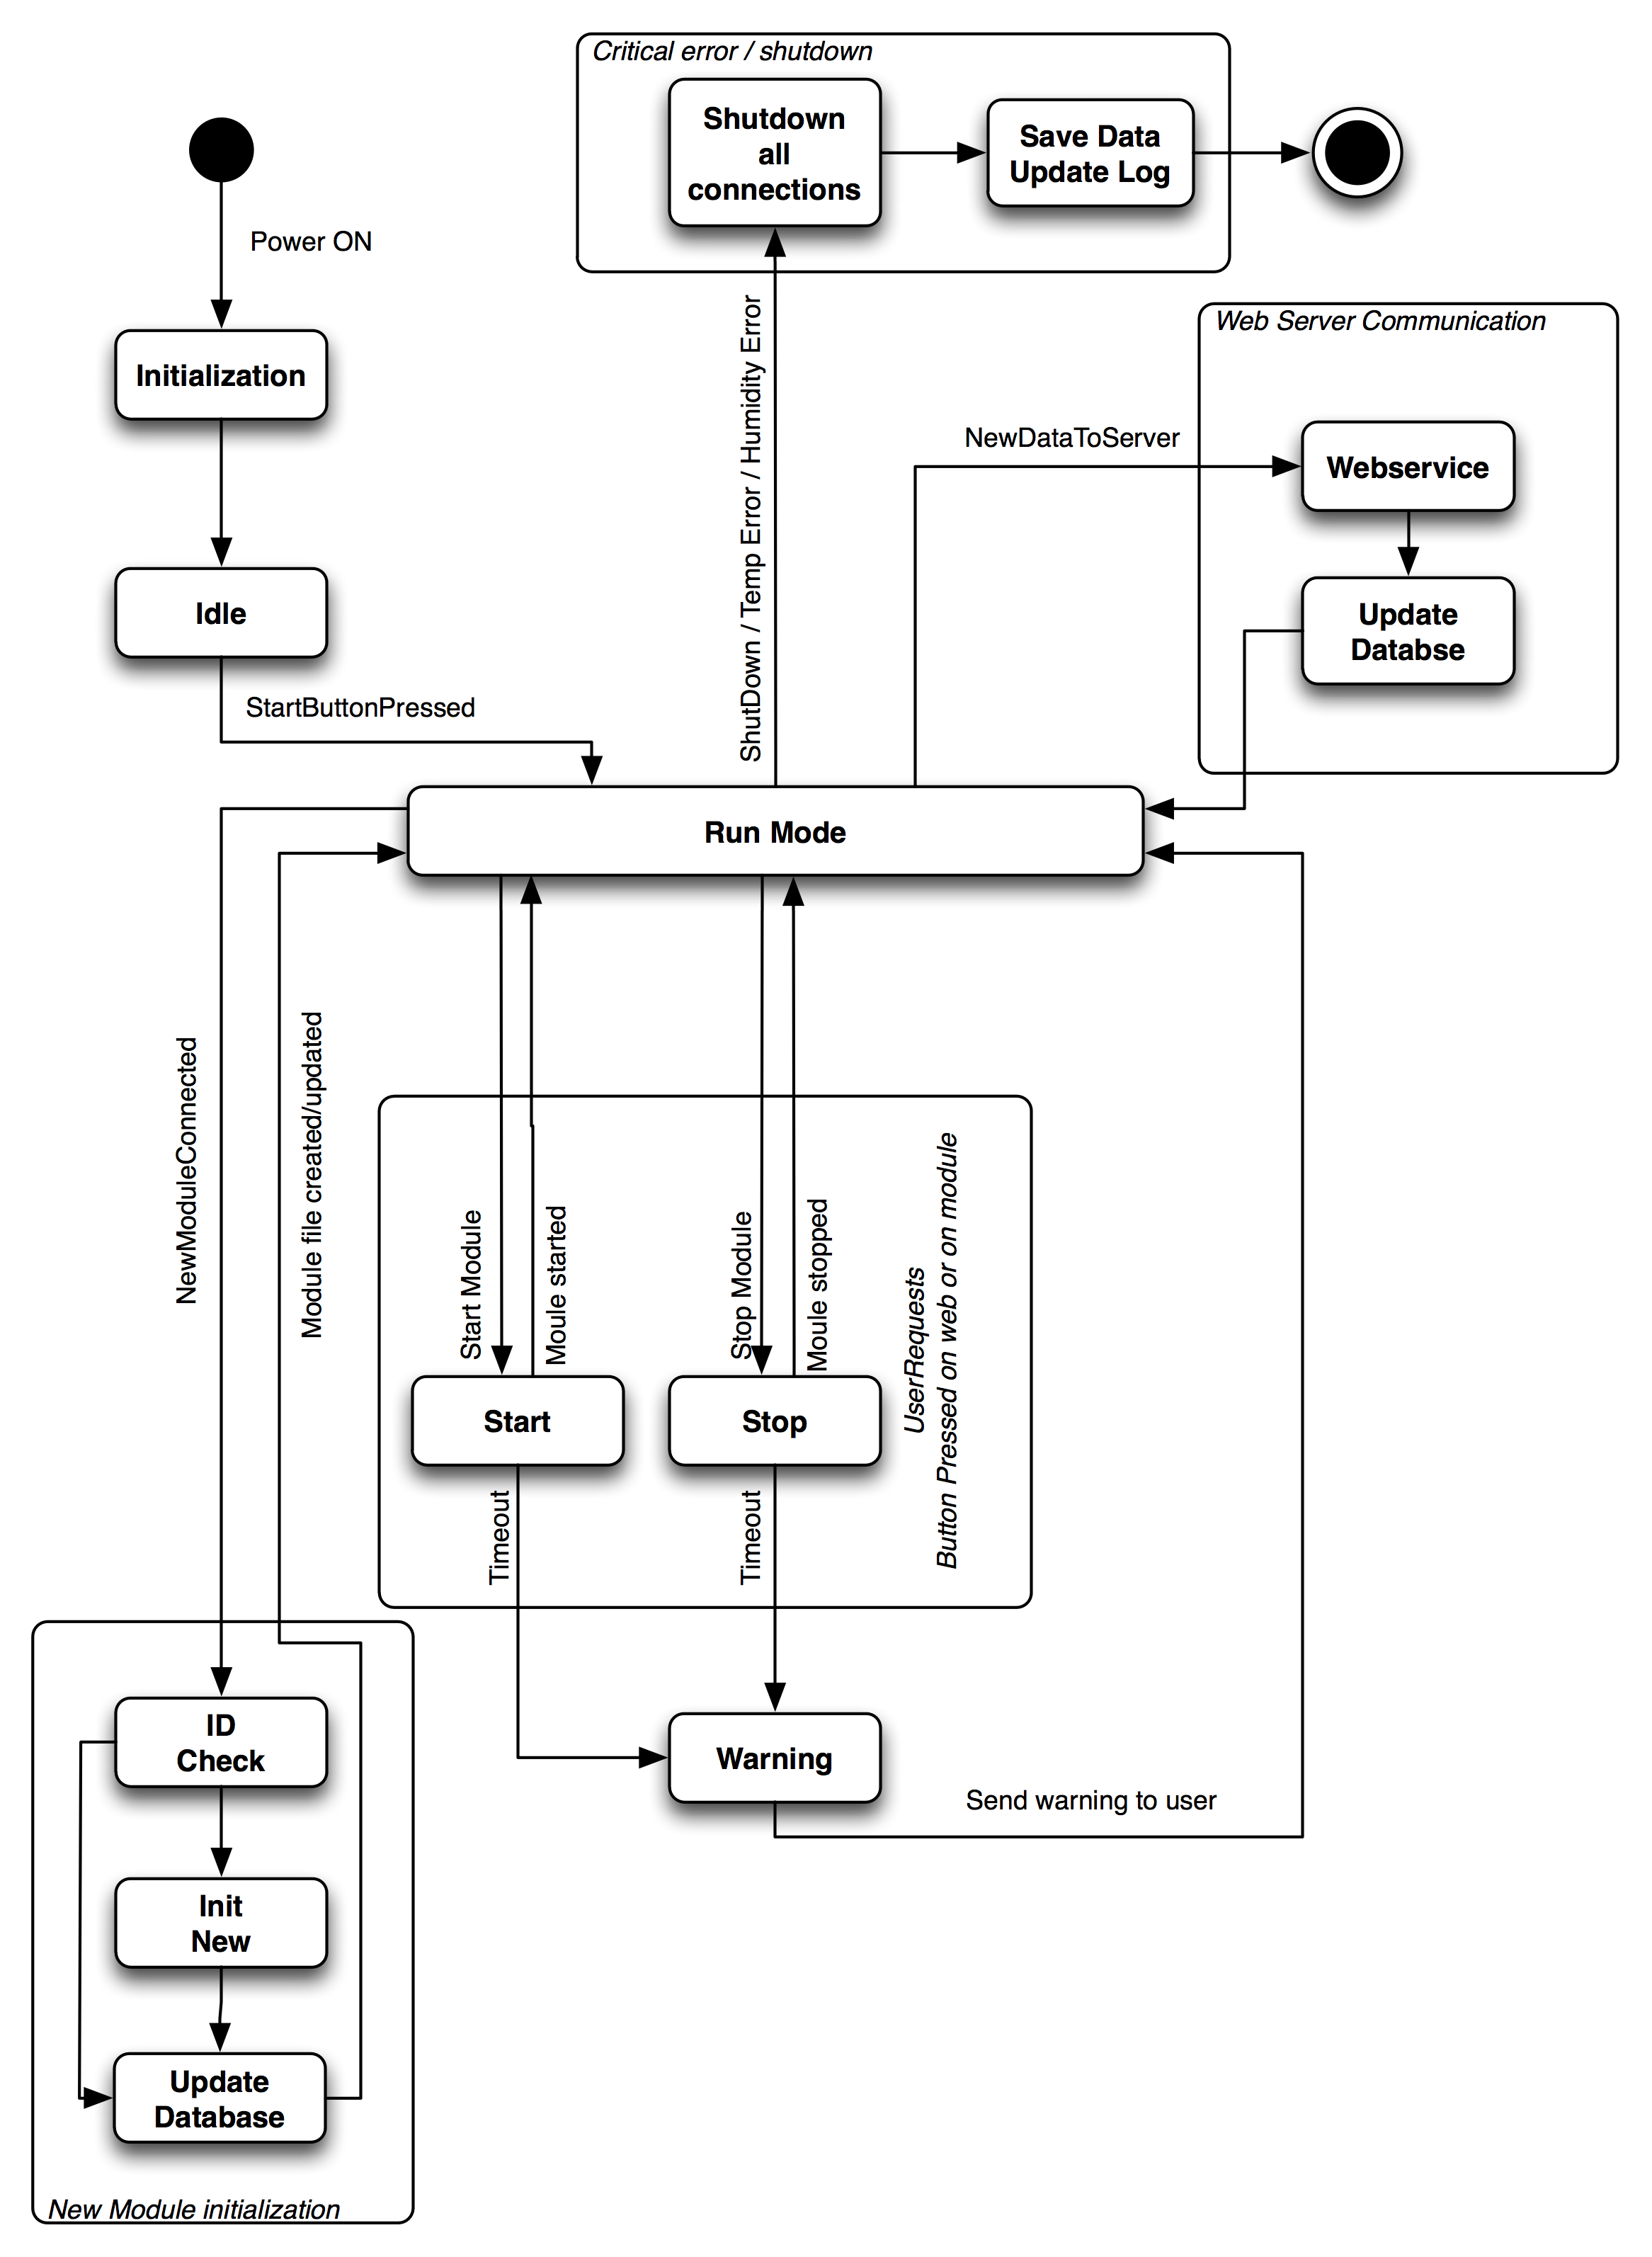 Critical error / shutdown
Shutdown
all
connections
Save Data
Update Log
Power ON
Initialization
Web Server Communication
ShutDown / Temp Error / Humidity Error
NewDataToServer
Webservice
Idle
Update
Databse
StartButtonPressed
Run Mode
NewModuleConnected
Module file created/updated
Start Module
Moule started
Stop Module
Moule stopped
UserRequests
Button Pressed on web or on module
Start
Stop
Timeout
Timeout
ID
Check
Warning
Send warning to user
Init
New
Update
Database
New Module initialization